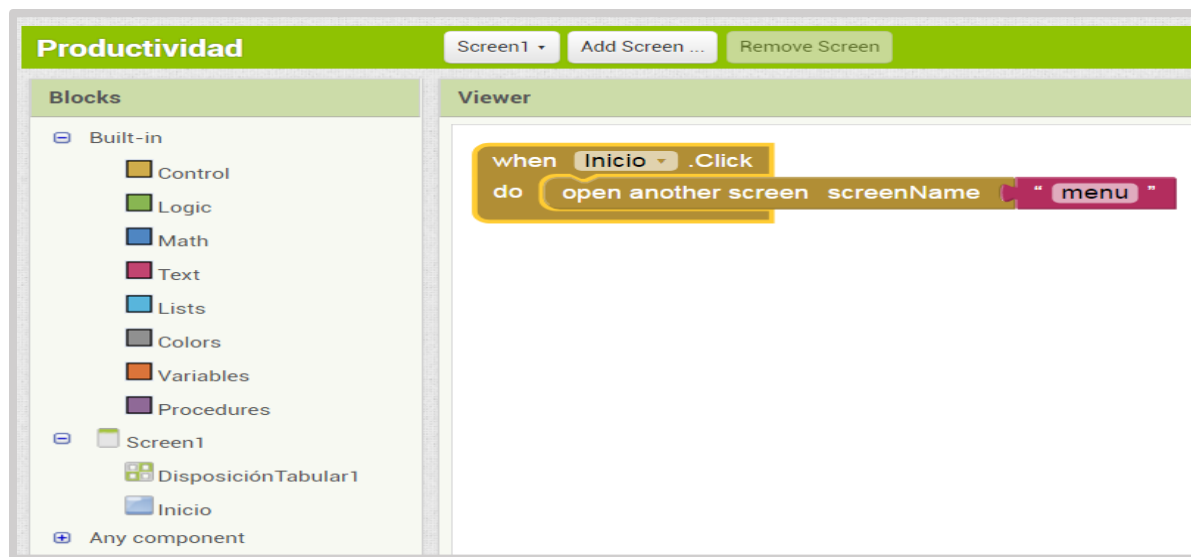 Productividad
Screen1
Add Screen ...
Remove Screen
Blocks
Built-in
Control
Logic
Math
Text
Lists
Colors
Variables
Procedures
Screen1
DisposiciónTabular1
Inicio
Any component
Viewer
when Inicio .Click
do open another screen screenName " menu "